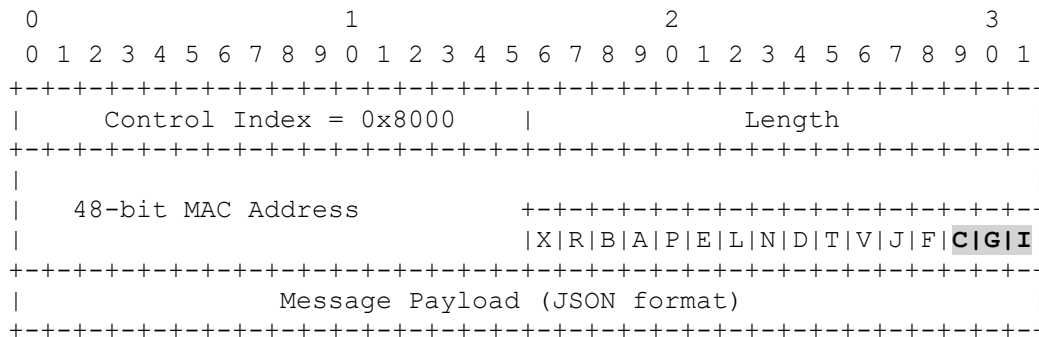 0                   1                   2                   3
0 1 2 3 4 5 6 7 8 9 0 1 2 3 4 5 6 7 8 9 0 1 2 3 4 5 6 7 8 9 0 1
+-+-+-+-+-+-+-+-+-+-+-+-+-+-+-+-+-+-+-+-+-+-+-+-+-+-+-+-+-+-+-+--
|     Control Index = 0x8000    |             Length
+-+-+-+-+-+-+-+-+-+-+-+-+-+-+-+-+-+-+-+-+-+-+-+-+-+-+-+-+-+-+-+--
|
|   48-bit MAC Address          +-+-+-+-+-+-+-+-+-+-+-+-+-+-+-+--
|                               |X|R|B|A|P|E|L|N|D|T|V|J|F|C|G|I
+-+-+-+-+-+-+-+-+-+-+-+-+-+-+-+-+-+-+-+-+-+-+-+-+-+-+-+-+-+-+-+--
|                Message Payload (JSON format)
+-+-+-+-+-+-+-+-+-+-+-+-+-+-+-+-+-+-+-+-+-+-+-+-+-+-+-+-+-+-+-+--